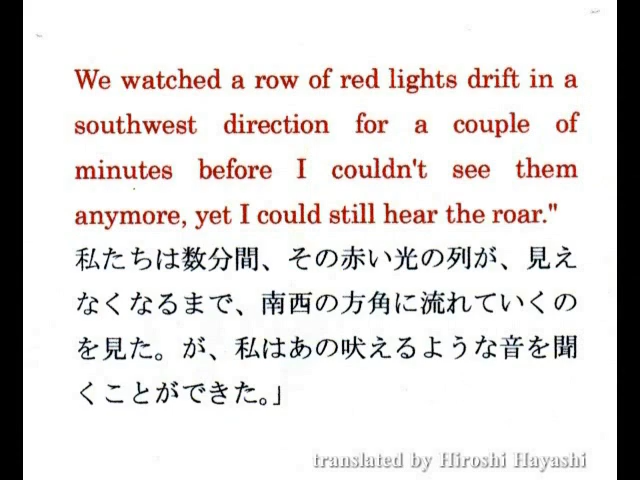 We watched a row of red lights drift in a
southwest direction for a couple of
minutes before I couldn't see them
anymore, yet I could still hear the roar."
私たちは数分間、その赤い光の列が、見え
なくなるまで、南西の方角に流れていくの
を見た。が、私はあの吠えるような音を聞
くことができた。」
translated by Hiroshi Hayashi